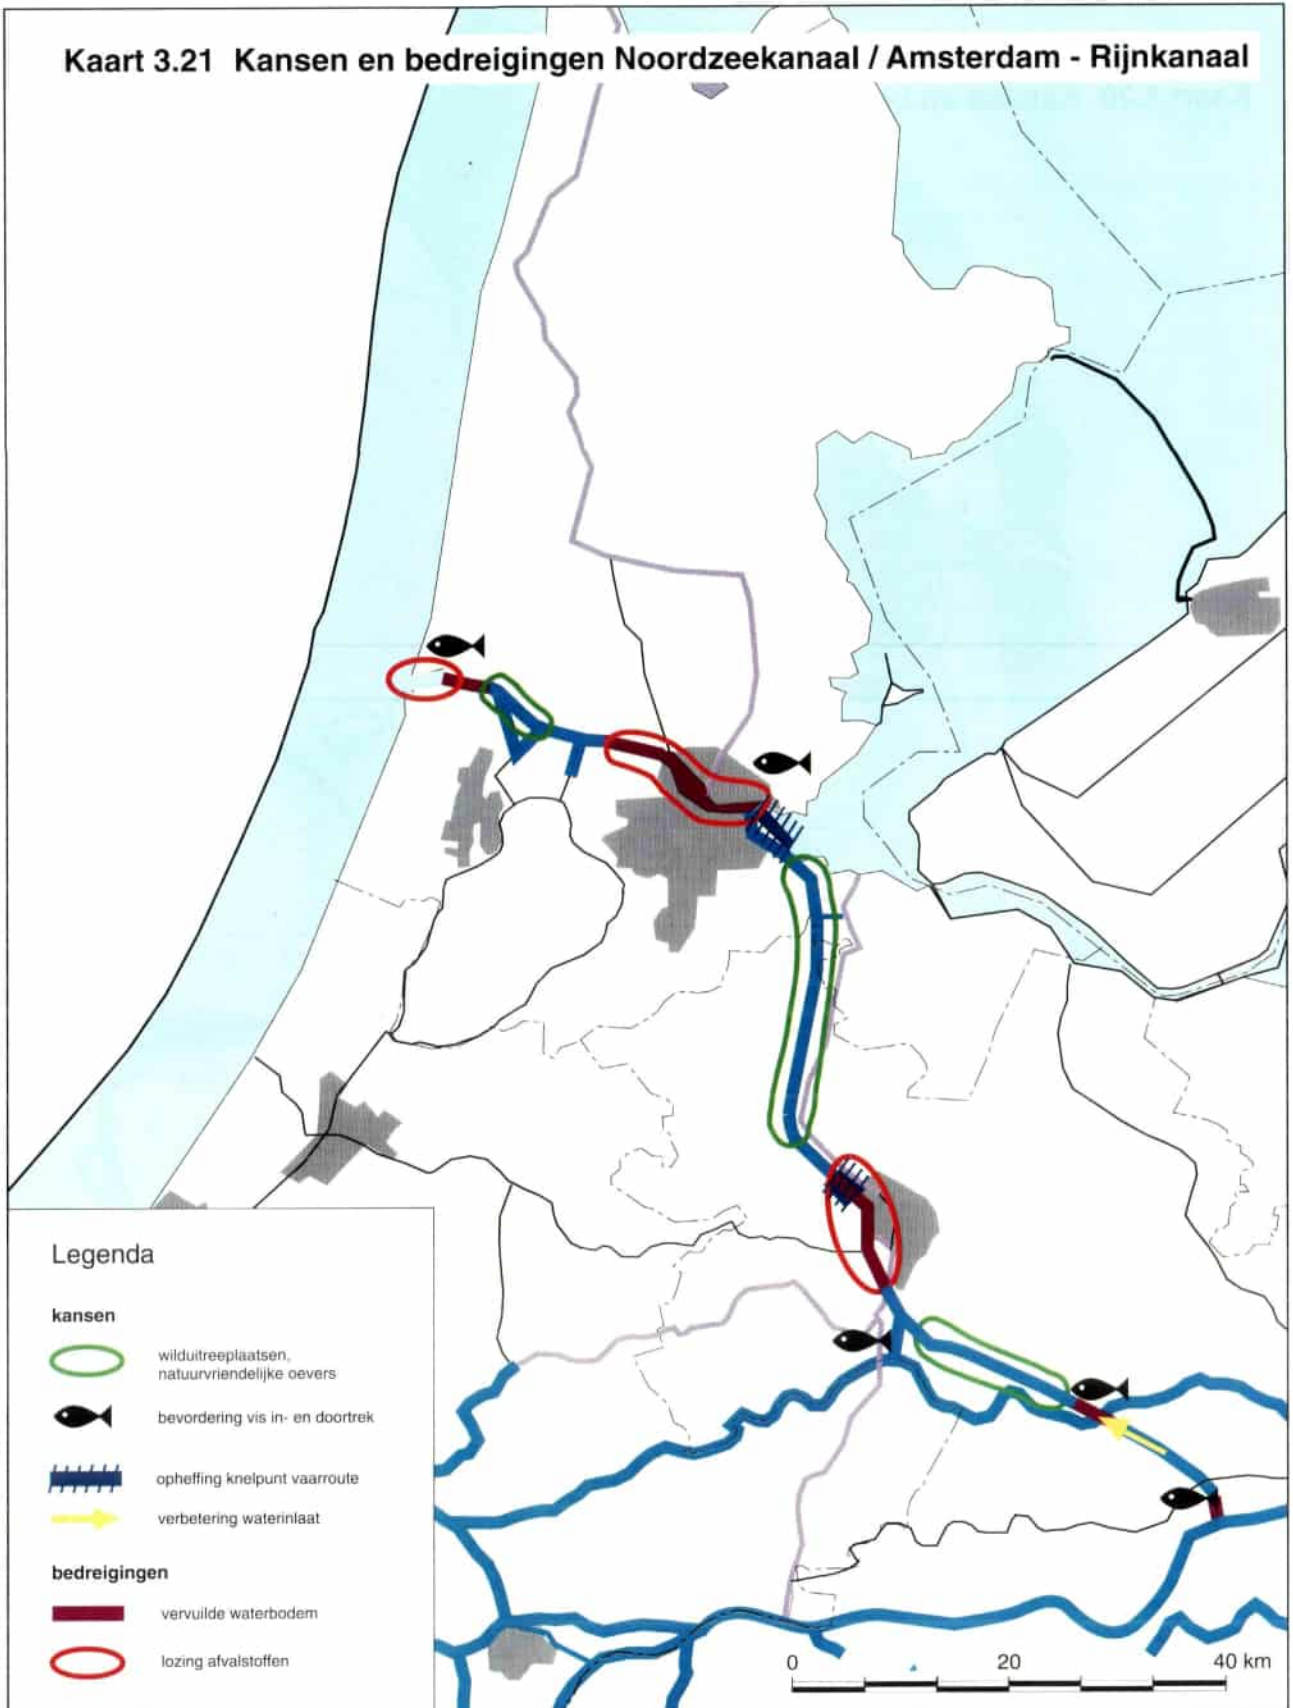 Kaart 3.21 Kansen en bedreigingen Noordzeekanaal / Amsterdam - Rijnkanaal
Legenda
kansen
wilduitreeplaatsen,
natuurvriendelijke oevers
bevordering vis in- en doortrek
opheffing knelpunt vaarroute
verbetering waterinlaat
bedreigingen
vervuilde waterbodem
lozing afvalstoffen
0 20 40 km